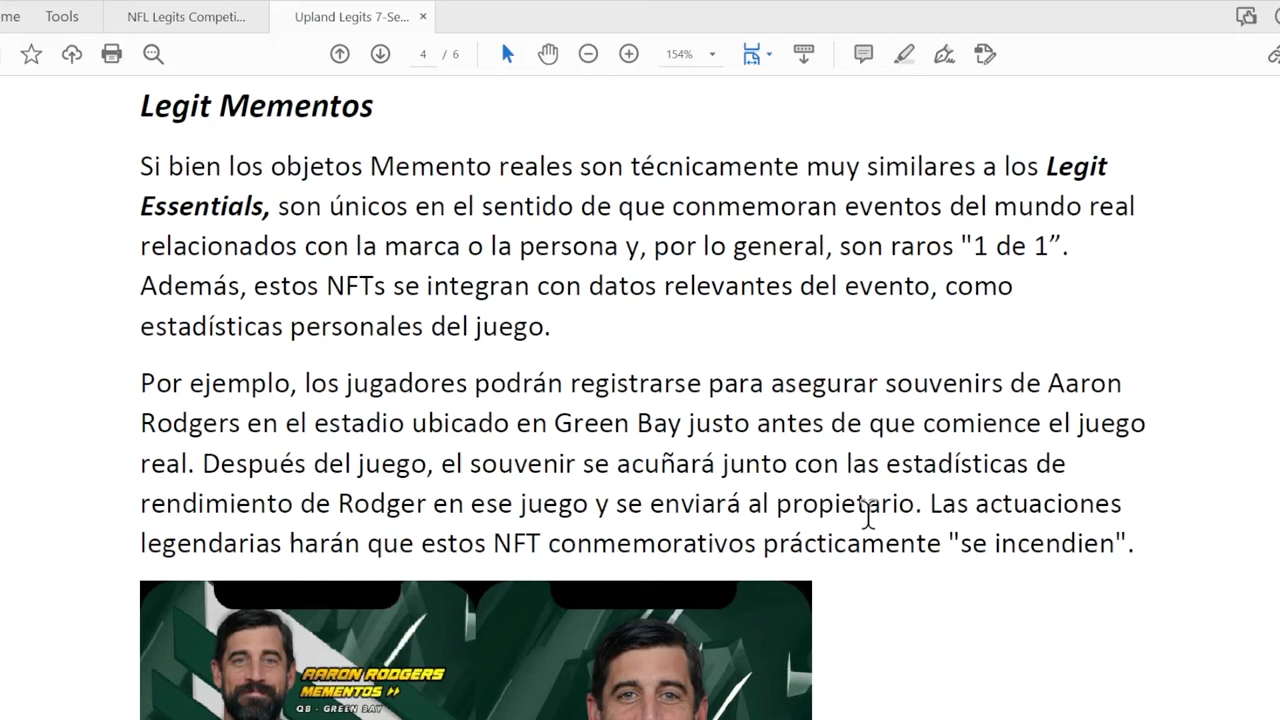 me
Tools
NFL Legits Competi...
Upland Legits 7-Se...
×
4 / 6
154%
Legit Mementos
Si bien los objetos Memento reales son técnicamente muy similares a los Legit
Essentials, son únicos en el sentido de que conmemoran eventos del mundo real
relacionados con la marca o la persona y, por lo general, son raros "1 de 1”.
Además, estos NFTs se integran con datos relevantes del evento, como
estadísticas personales del juego.
Por ejemplo, los jugadores podrán registrarse para asegurar souvenirs de Aaron
Rodgers en el estadio ubicado en Green Bay justo antes de que comience el juego
real. Después del juego, el souvenir se acuñará junto con las estadísticas de
rendimiento de Rodger en ese juego y se enviará al propietario. Las actuaciones
legendarias harán que estos NFT conmemorativos prácticamente "se incendien".
AARON RODGERS
MEMENTOS
QB - GREEN BAY